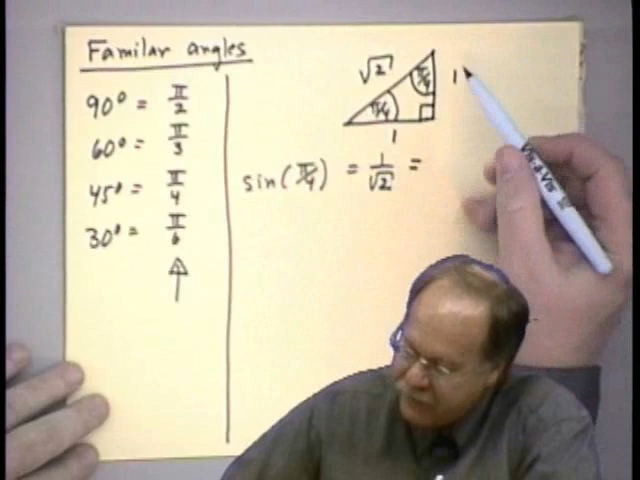 Familar angles
90° = π/2
60° = π/3
45° = π/4
30° = π/6
√2
π/4
1
π/4
1
sin(π/4) = 1/√2 =